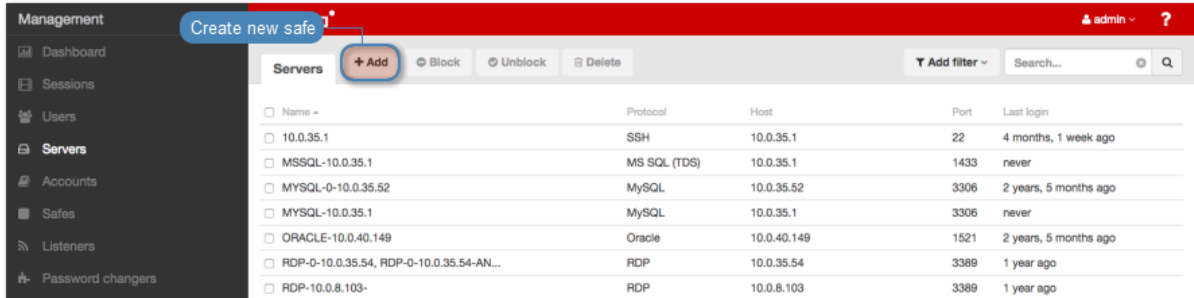 Management
Create new safe
admin
?
Dashboard
Sessions
Users
Servers
Accounts
Safes
Listeners
Password changers
Servers
+ Add
Block
Unblock
Delete
Add filter
Search...
Name Protocol Host Port Last login
10.0.35.1 SSH 10.0.35.1 22 4 months, 1 week ago
MSSQL-10.0.35.1 MS SQL (TDS) 10.0.35.1 1433 never
MYSQL-0-10.0.35.52 MySQL 10.0.35.52 3306 2 years, 5 months ago
MYSQL-10.0.35.1 MySQL 10.0.35.1 3306 never
ORACLE-10.0.40.149 Oracle 10.0.40.149 1521 2 years, 5 months ago
RDP-0-10.0.35.54, RDP-0-10.0.35.54-AN... RDP 10.0.35.54 3389 1 year ago
RDP-10.0.8.103- RDP 10.0.8.103 3389 1 year ago